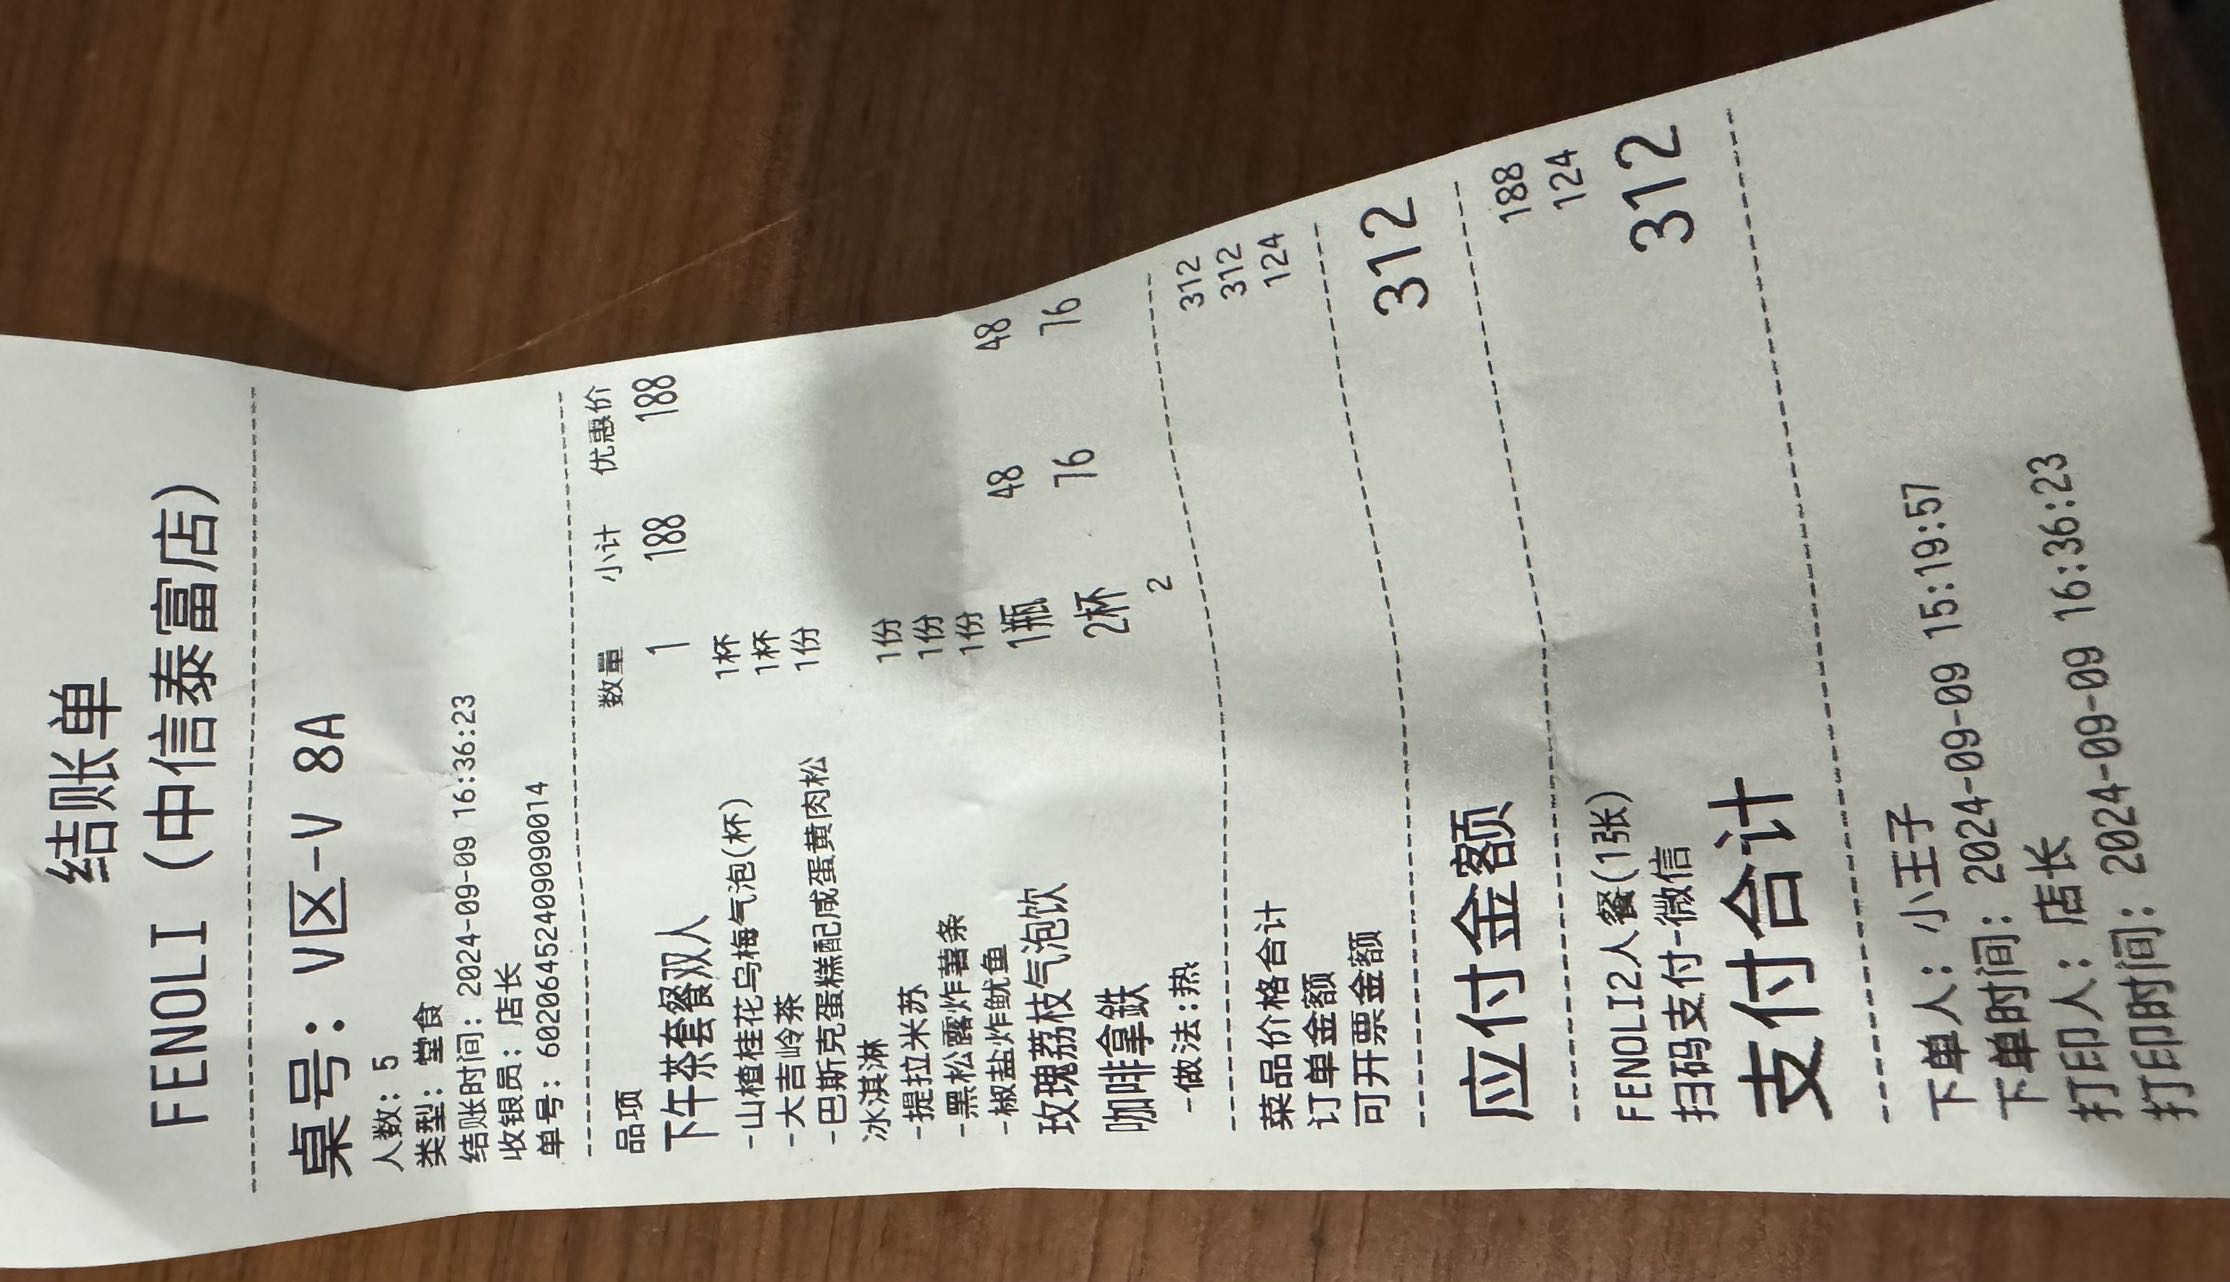 结账单
FENOLI (中信泰富店)
桌号: V区-V 8A
人数: 5
类型: 堂食
结账时间: 2024-09-09 16:36:23
收银员: 店长
单号: 602064524090990014
品项 数量 小计 优惠价
下午茶套餐双人 1 188 188
-山楂桂花乌梅气泡(杯) 1杯
-大吉岭茶 1杯
-巴斯克蛋糕配咸蛋黄肉松 1份
冰淇淋
-提拉米苏 1份
-黑松露炸薯条 1份
-椒盐炸鱿鱼 1份
玫瑰荔枝气泡饮 1瓶 48 48
咖啡拿鉄 2杯 76 76
-做法:热 2
菜品价格合计 312
订单金额 312
可开票金额 124
应付金额 312
FENOLI2人餐(1张) 188
扫码支付-微信 124
支付合计 312
下单人: 小王子
下单时间: 2024-09-09 15:19:57
打印人: 店长
打印时间: 2024-09-09 16:36:23